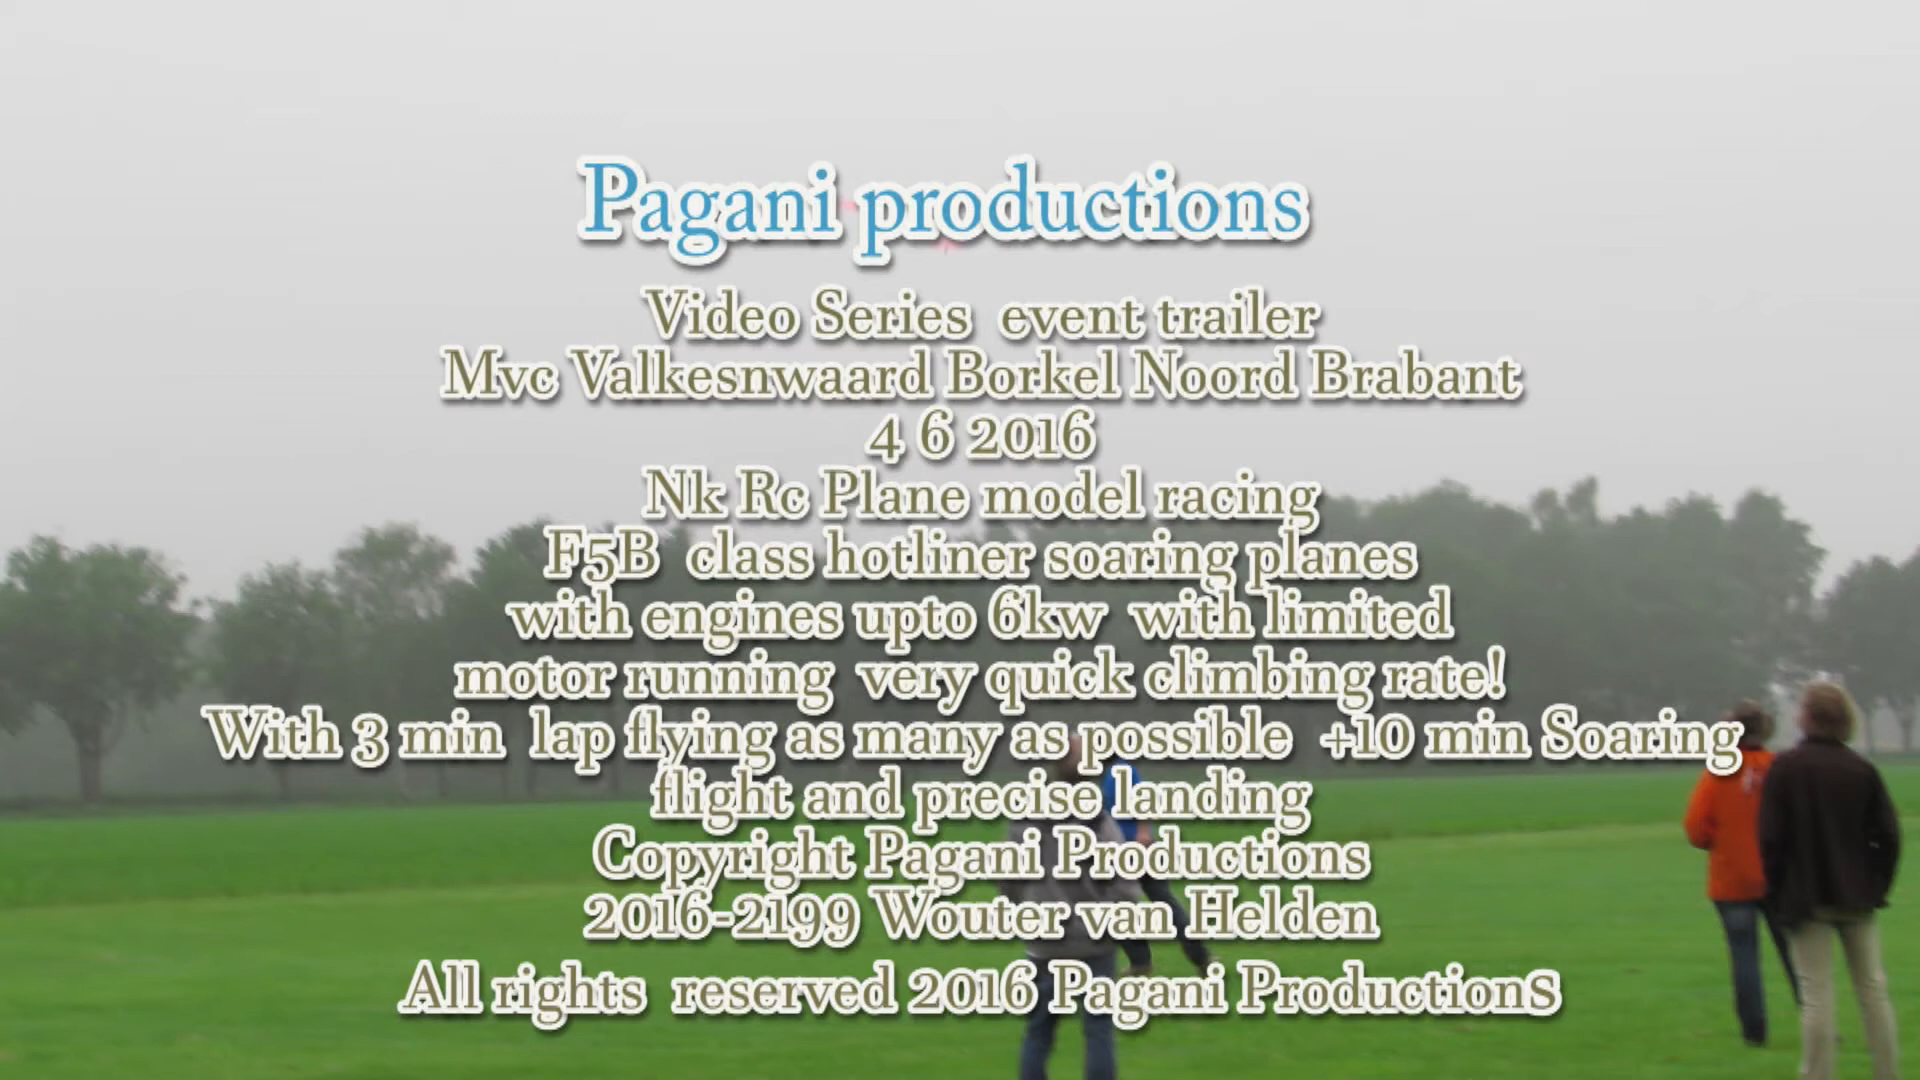 Pagani productions
Video Series event trailer
Mvc Valkesnwaard Borkel Noord Brabant
4 6 2016
Nk Rc Plane model racing
F5B class hotliner soaring planes
with engines upto 6kw with limited
motor running very quick climbing rate!
With 3 min lap flying as many as possible +10 min Soaring
flight and precise landing
Copyright Pagani Productions
2016-2199 Wouter van Helden
All rights reserved 2016 Pagani Productions